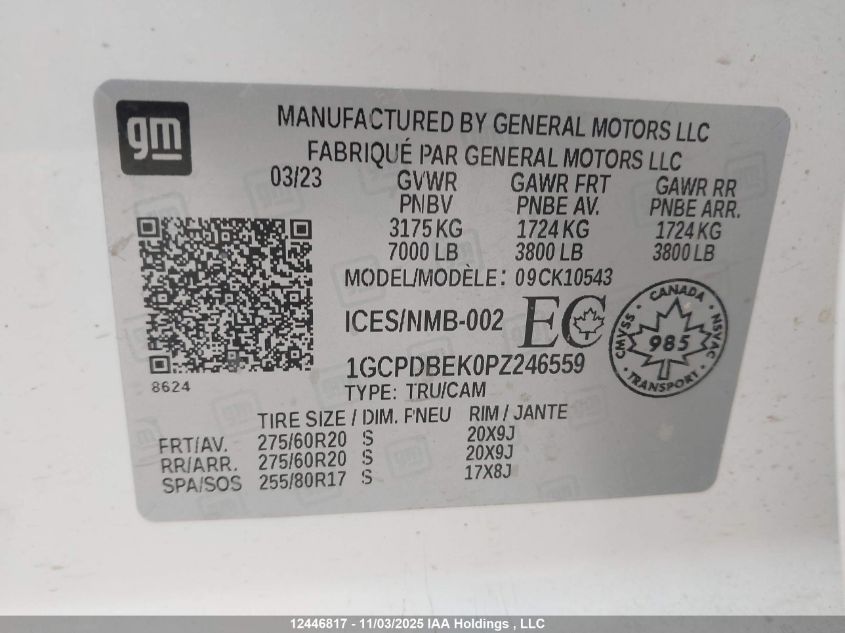 gm
MANUFACTURED BY GENERAL MOTORS LLC
FABRIQUÉ PAR GENERAL MOTORS LLC
03/23 GVWR GAWR FRT GAWR RR
PNBV PNBE AV. PNBE ARR.
3175 KG 1724 KG 1724 KG
7000 LB 3800 LB 3800 LB
MODEL/MODÈLE: 09CK10543
ICES/NMB-002 EC
CANADA
CMVSS 985 NSVAC
TRANSPORT
1GCPDBEK0PZ246559
8624
TYPE: TRU/CAM
TIRE SIZE / DIM. PNEU RIM / JANTE
FRT/AV. 275/60R20 S 20X9J
RR/ARR. 275/60R20 S 20X9J
SPA/SOS 255/80R17 S 17X8J
12446817 - 11/03/2025 IAA Holdings , LLC